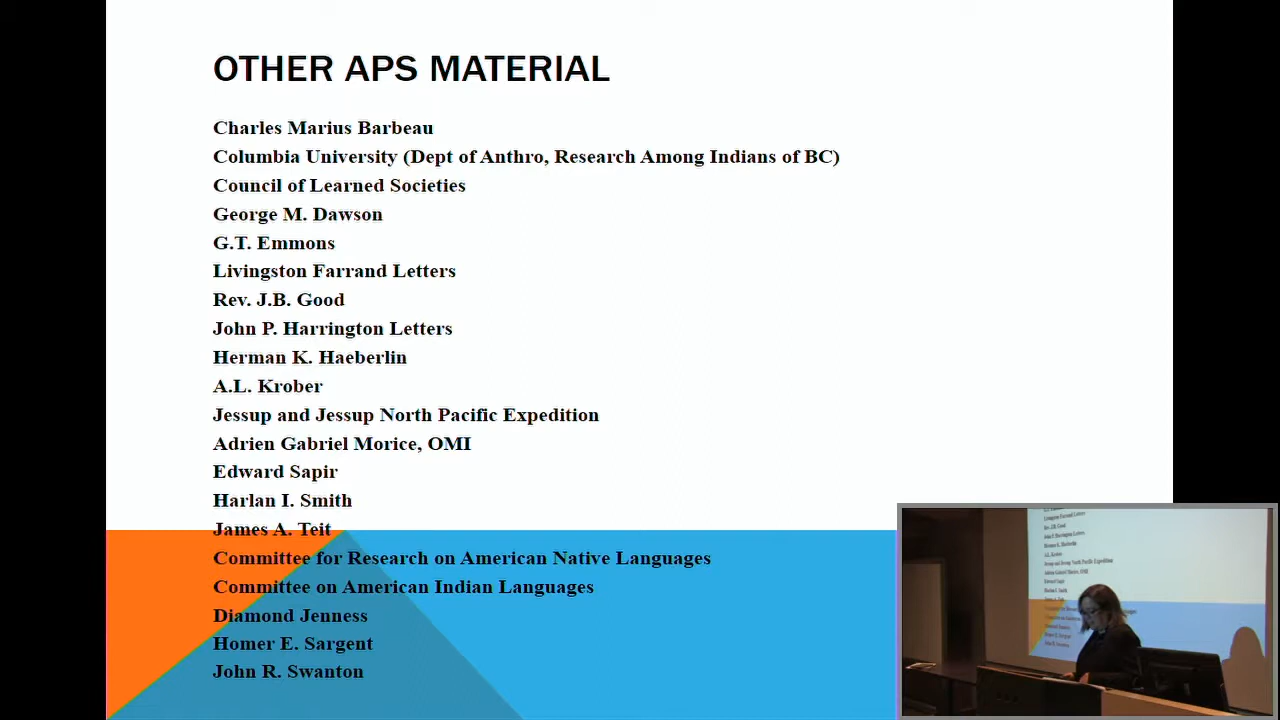 OTHER APS MATERIAL
Charles Marius Barbeau
Columbia University (Dept of Anthro, Research Among Indians of BC)
Council of Learned Societies
George M. Dawson
G.T. Emmons
Livingston Farrand Letters
Rev. J.B. Good
John P. Harrington Letters
Herman K. Haeberlin
A.L. Krober
Jessup and Jessup North Pacific Expedition
Adrien Gabriel Morice, OMI
Edward Sapir
Harlan I. Smith
James A. Teit
Committee for Research on American Native Languages
Committee on American Indian Languages
Diamond Jenness
Homer E. Sargent
John R. Swanton